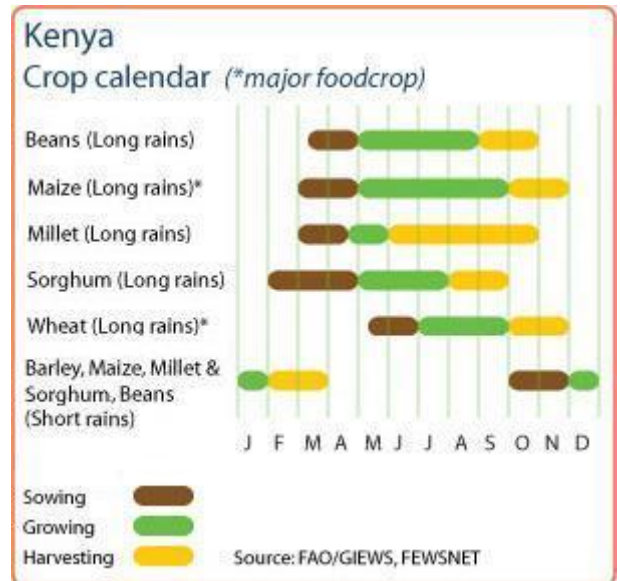 Kenya
Crop calendar (*major foodcrop)
Beans (Long rains)
Maize (Long rains)*
Millet (Long rains)
Sorghum (Long rains)
Wheat (Long rains)*
Barley, Maize, Millet &
Sorghum, Beans
(Short rains)
J F M A M J J A S O N D
Sowing
Growing
Harvesting
Source: FAO/GIEWS, FEWSNET